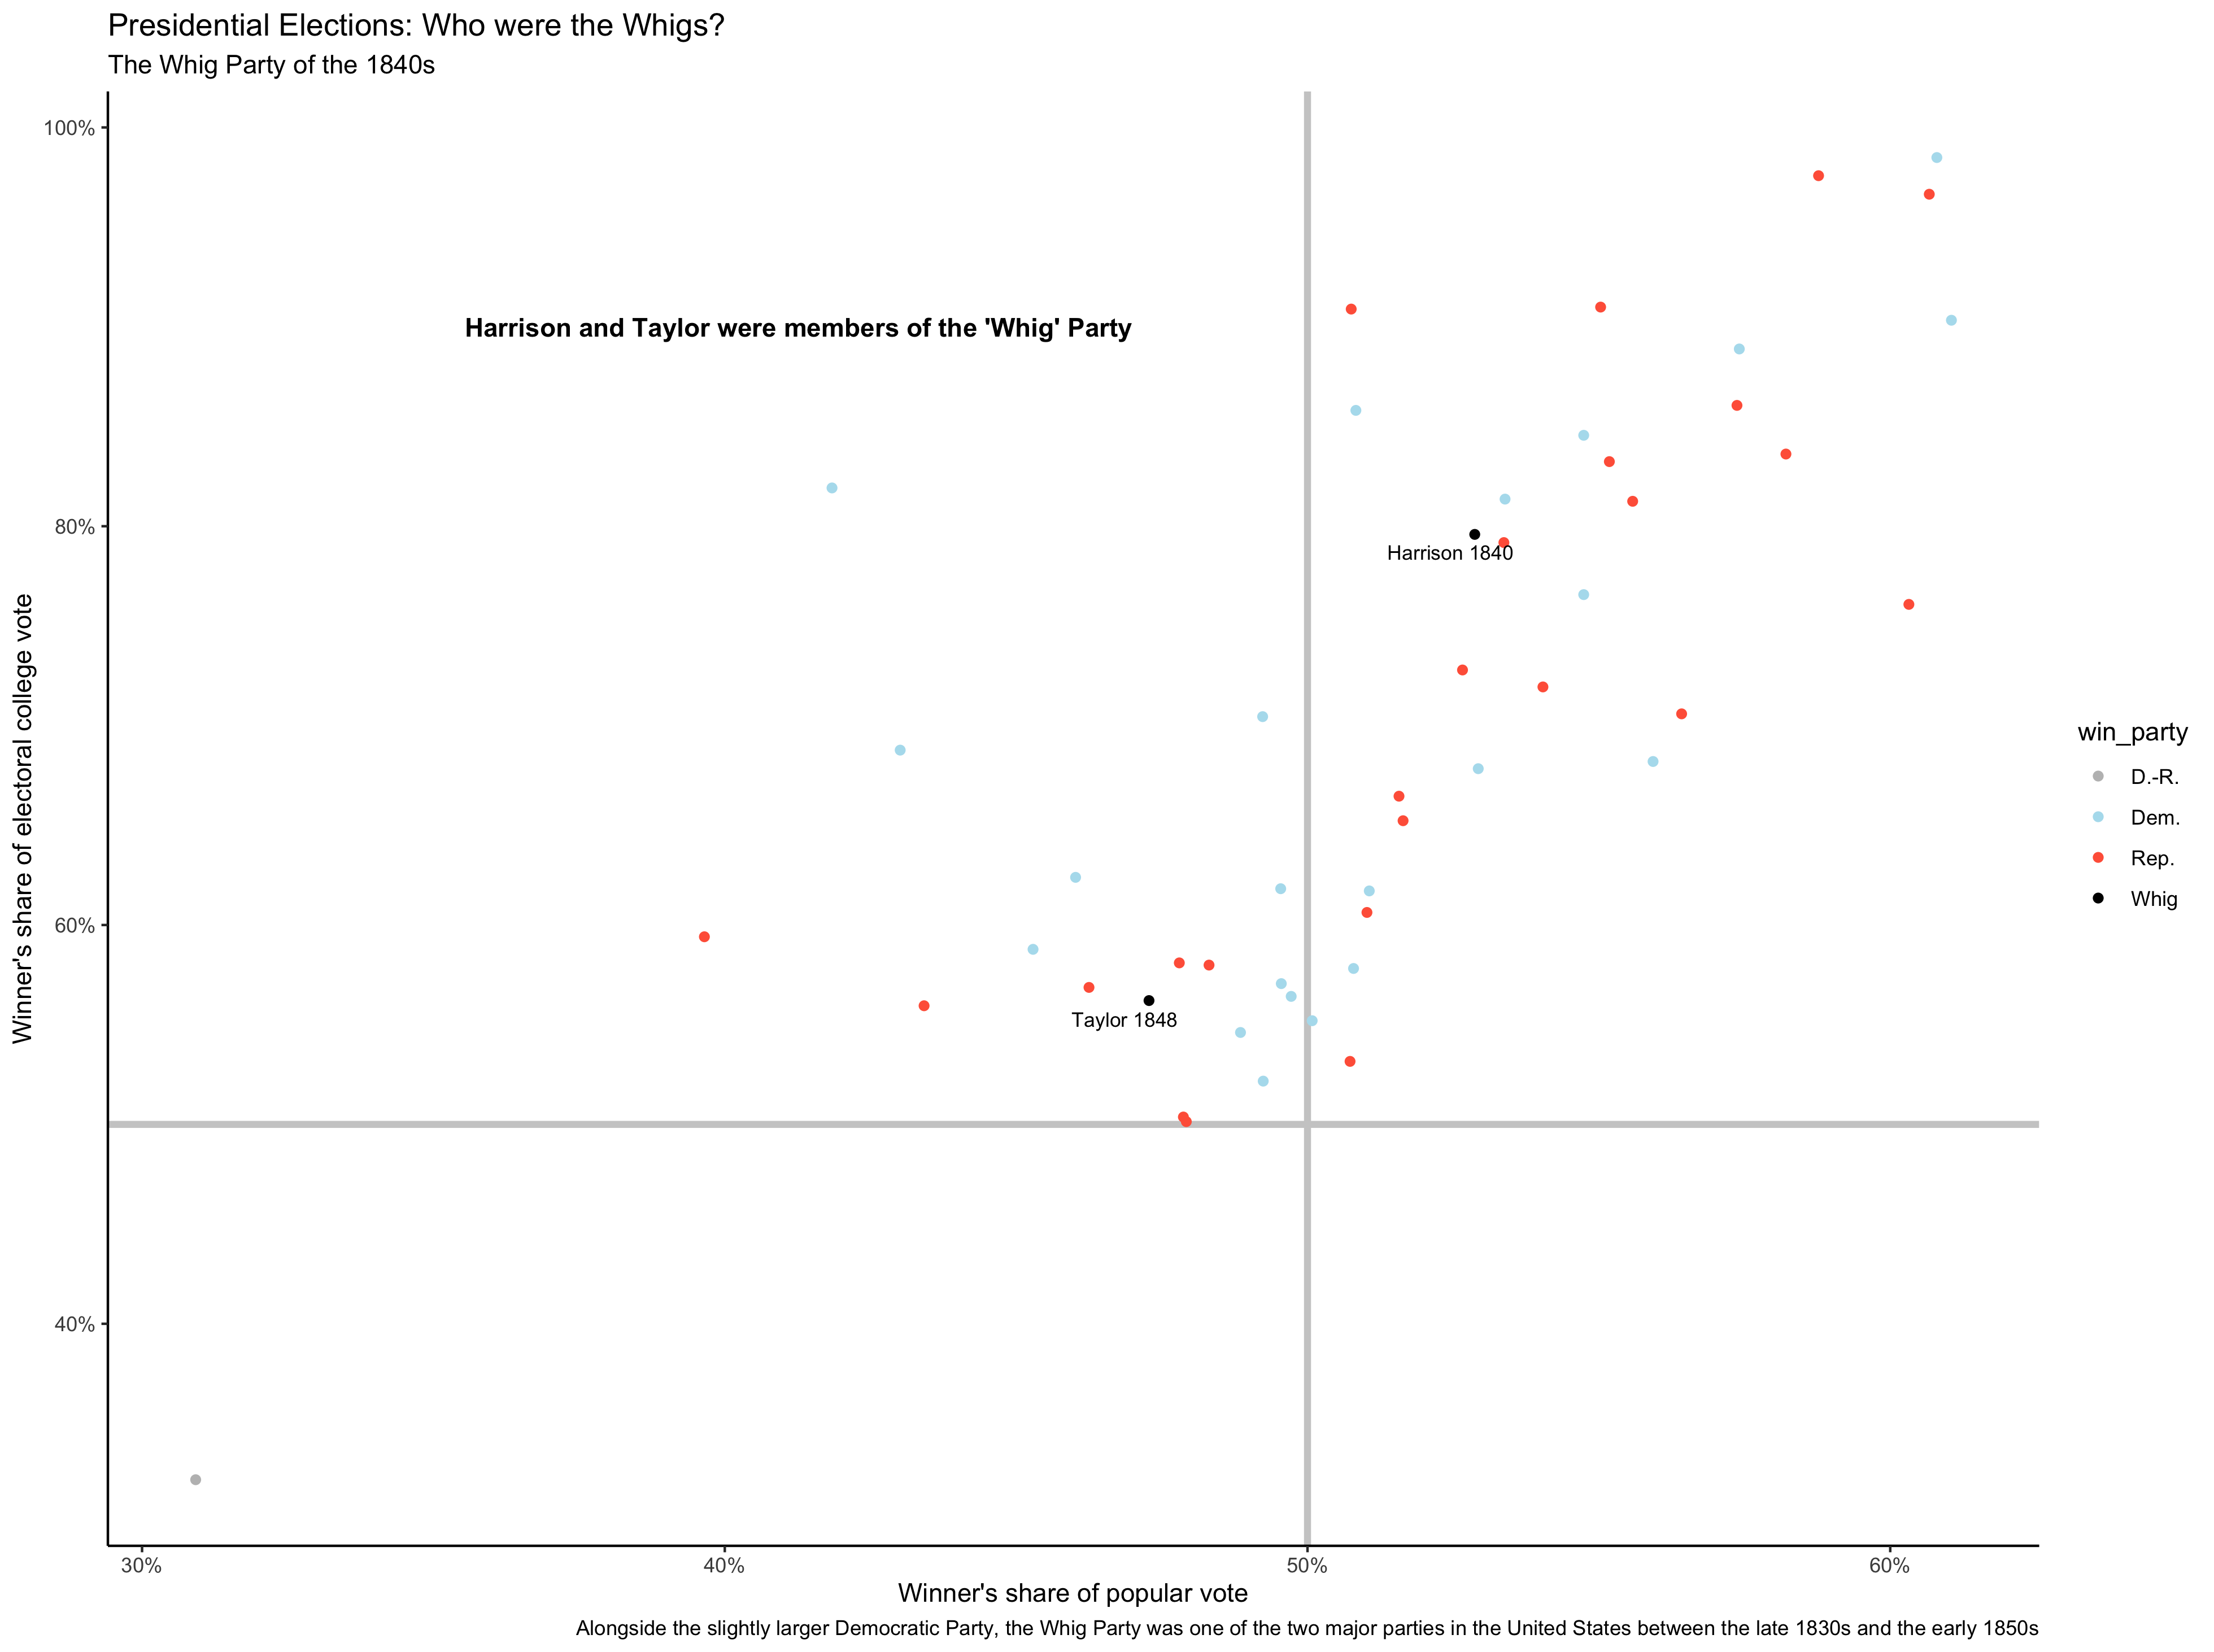 Presidential Elections: Who were the Whigs?
The Whig Party of the 1840s
Winner's share of electoral college vote
100%
80%
60%
40%
Harrison and Taylor were members of the 'Whig' Party
Harrison 1840
Taylor 1848
win_party
D.-R.
Dem.
Rep.
Whig
30%
40%
50%
60%
Winner's share of popular vote
Alongside the slightly larger Democratic Party, the Whig Party was one of the two major parties in the United States between the late 1830s and the early 1850s